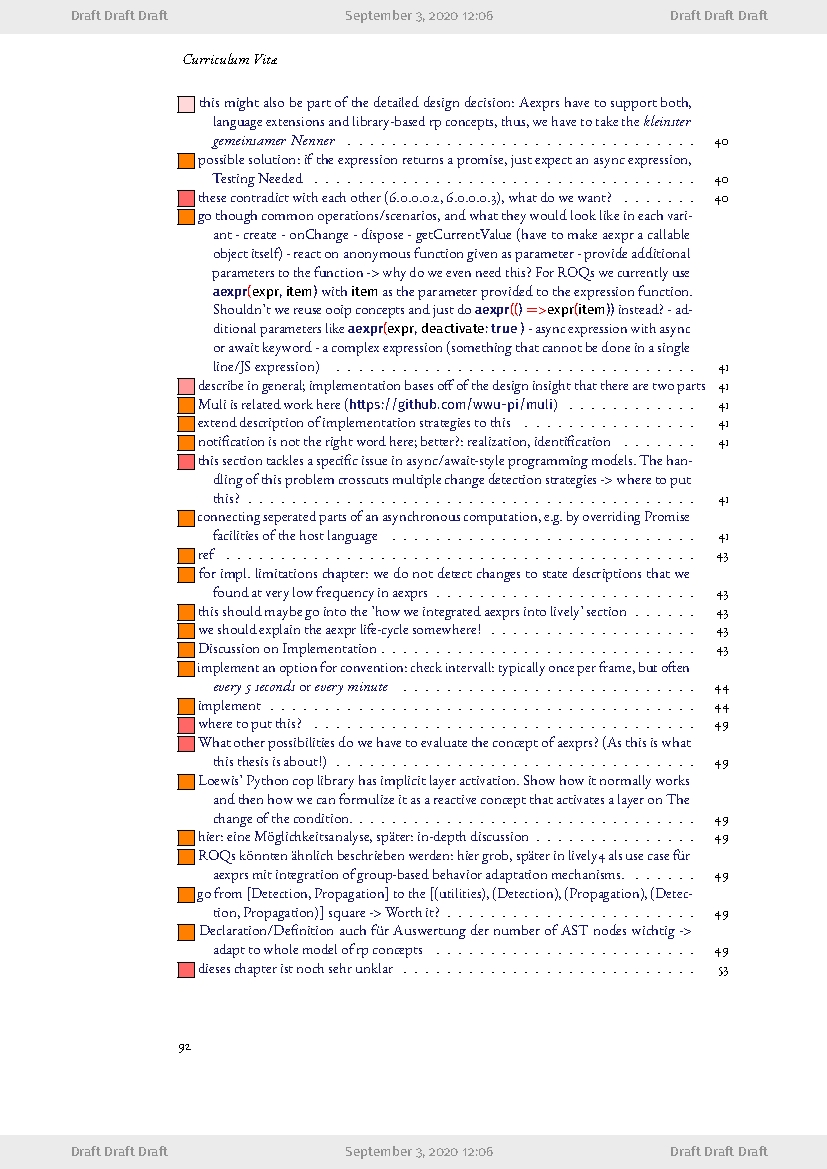 Draft Draft Draft September 3, 2020 12:06 Draft Draft Draft
Curriculum Vitæ
this might also be part of the detailed design decision: Aexprs have to support both,
language extensions and library-based rp concepts, thus, we have to take the kleinster
gemeinsamer Nenner . . . . . . . . . . . . . . . . . . . . . . . . . . . . . . . . 40
possible solution: if the expression returns a promise, just expect an async expression,
Testing Needed . . . . . . . . . . . . . . . . . . . . . . . . . . . . . . . . . . . 40
these contradict with each other (6.0.0.0.2, 6.0.0.0.3), what do we want? . . . . . . . 40
go though common operations/scenarios, and what they would look like in each vari-
ant - create - onChange - dispose - getCurrentValue (have to make aexpr a callable
object itself) - react on anonymous function given as parameter - provide additional
parameters to the function -> why do we even need this? For ROQs we currently use
aexpr(expr, item) with item as the parameter provided to the expression function.
Shouldn't we reuse ooip concepts and just do aexpr(() =>expr(item)) instead? - ad-
ditional parameters like aexpr(expr, deactivate: true ) - async expression with async
or await keyword - a complex expression (something that cannot be done in a single
line/JS expression) . . . . . . . . . . . . . . . . . . . . . . . . . . . . . . . . . 41
describe in general; implementation bases off of the design insight that there are two parts 41
Muli is related work here (https://github.com/wwu-pi/muli) . . . . . . . . . . . . 41
extend description of implementation strategies to this . . . . . . . . . . . . . . . . 41
notification is not the right word here; better?: realization, identification . . . . . . . 41
this section tackles a specific issue in async/await-style programming models. The han-
dling of this problem crosscuts multiple change detection strategies -> where to put
this? . . . . . . . . . . . . . . . . . . . . . . . . . . . . . . . . . . . . . . . . . 41
connecting seperated parts of an asynchronous computation, e.g. by overriding Promise
facilities of the host language . . . . . . . . . . . . . . . . . . . . . . . . . . . . 41
ref . . . . . . . . . . . . . . . . . . . . . . . . . . . . . . . . . . . . . . . . . . . 43
for impl. limitations chapter: we do not detect changes to state descriptions that we
found at very low frequency in aexprs . . . . . . . . . . . . . . . . . . . . . . . . 43
this should maybe go into the 'how we integrated aexprs into lively' section . . . . . . 43
we should explain the aexpr life-cycle somewhere! . . . . . . . . . . . . . . . . . . . 43
Discussion on Implementation . . . . . . . . . . . . . . . . . . . . . . . . . . . . . 43
implement an option for convention: check intervall: typically once per frame, but often
every 5 seconds or every minute . . . . . . . . . . . . . . . . . . . . . . . . . . . 44
implement . . . . . . . . . . . . . . . . . . . . . . . . . . . . . . . . . . . . . . . 44
where to put this? . . . . . . . . . . . . . . . . . . . . . . . . . . . . . . . . . . . 49
What other possibilities do we have to evaluate the concept of aexprs? (As this is what
this thesis is about!) . . . . . . . . . . . . . . . . . . . . . . . . . . . . . . . . . 49
Loewis' Python cop library has implicit layer activation. Show how it normally works
and then how we can formulize it as a reactive concept that activates a layer on The
change of the condition. . . . . . . . . . . . . . . . . . . . . . . . . . . . . . . . 49
hier: eine Möglichkeitsanalyse, später: in-depth discussion . . . . . . . . . . . . . . . 49
ROQs könnten ähnlich beschrieben werden: hier grob, später in lively4 als use case für
aexprs mit integration of group-based behavior adaptation mechanisms. . . . . . . . 49
go from [Detection, Propagation] to the [(utilities), (Detection), (Propagation), (Detec-
tion, Propagation)] square -> Worth it? . . . . . . . . . . . . . . . . . . . . . . . 49
Declaration/Definition auch für Auswertung der number of AST nodes wichtig ->
adapt to whole model of rp concepts . . . . . . . . . . . . . . . . . . . . . . . . 49
dieses chapter ist noch sehr unklar . . . . . . . . . . . . . . . . . . . . . . . . . . . 53
92
Draft Draft Draft September 3, 2020 12:06 Draft Draft Draft